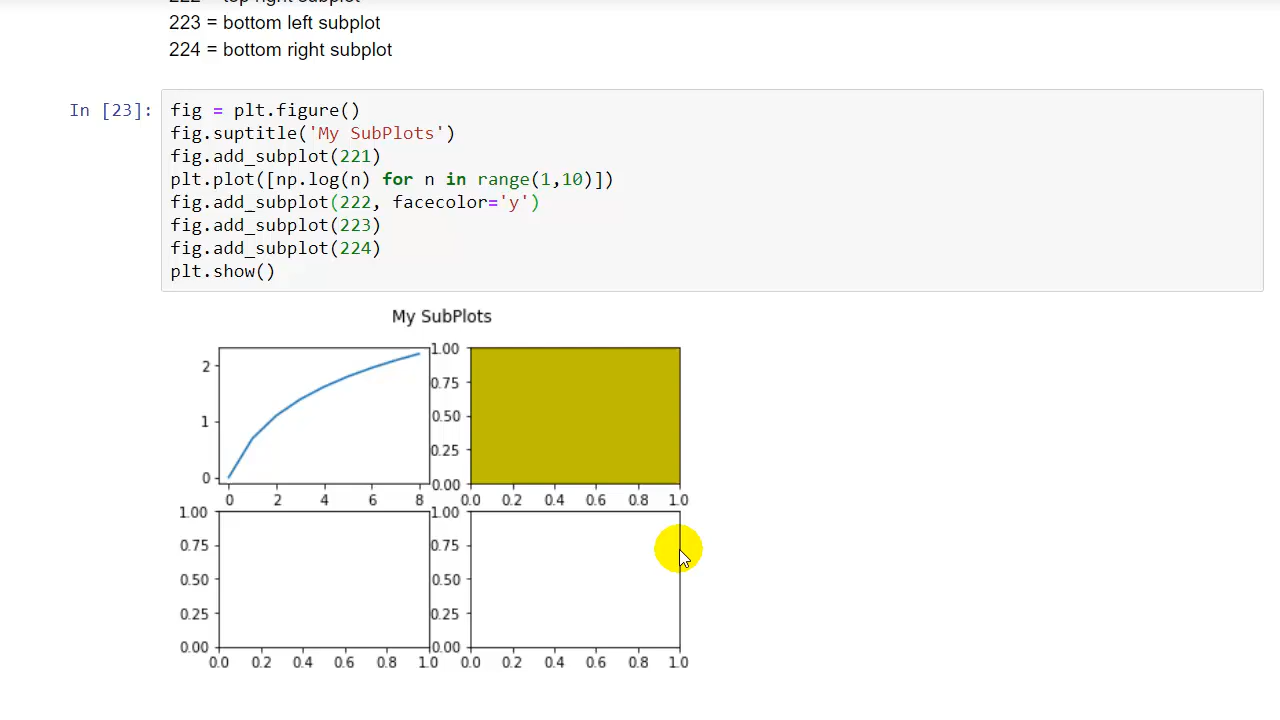 222 = top right subplot
223 = bottom left subplot
224 = bottom right subplot
In [23]:
fig = plt.figure()
fig.suptitle('My SubPlots')
fig.add_subplot(221)
plt.plot([np.log(n) for n in range(1,10)])
fig.add_subplot(222, facecolor='y')
fig.add_subplot(223)
fig.add_subplot(224)
plt.show()
My SubPlots
2
1
0
0 2 4 6 8
1.00
0.75
0.50
0.25
0.00
0.0 0.2 0.4 0.6 0.8 1.0
1.00
0.75
0.50
0.25
0.00
0.0 0.2 0.4 0.6 0.8 1.0
1.00
0.75
0.50
0.25
0.00
0.0 0.2 0.4 0.6 0.8 1.0